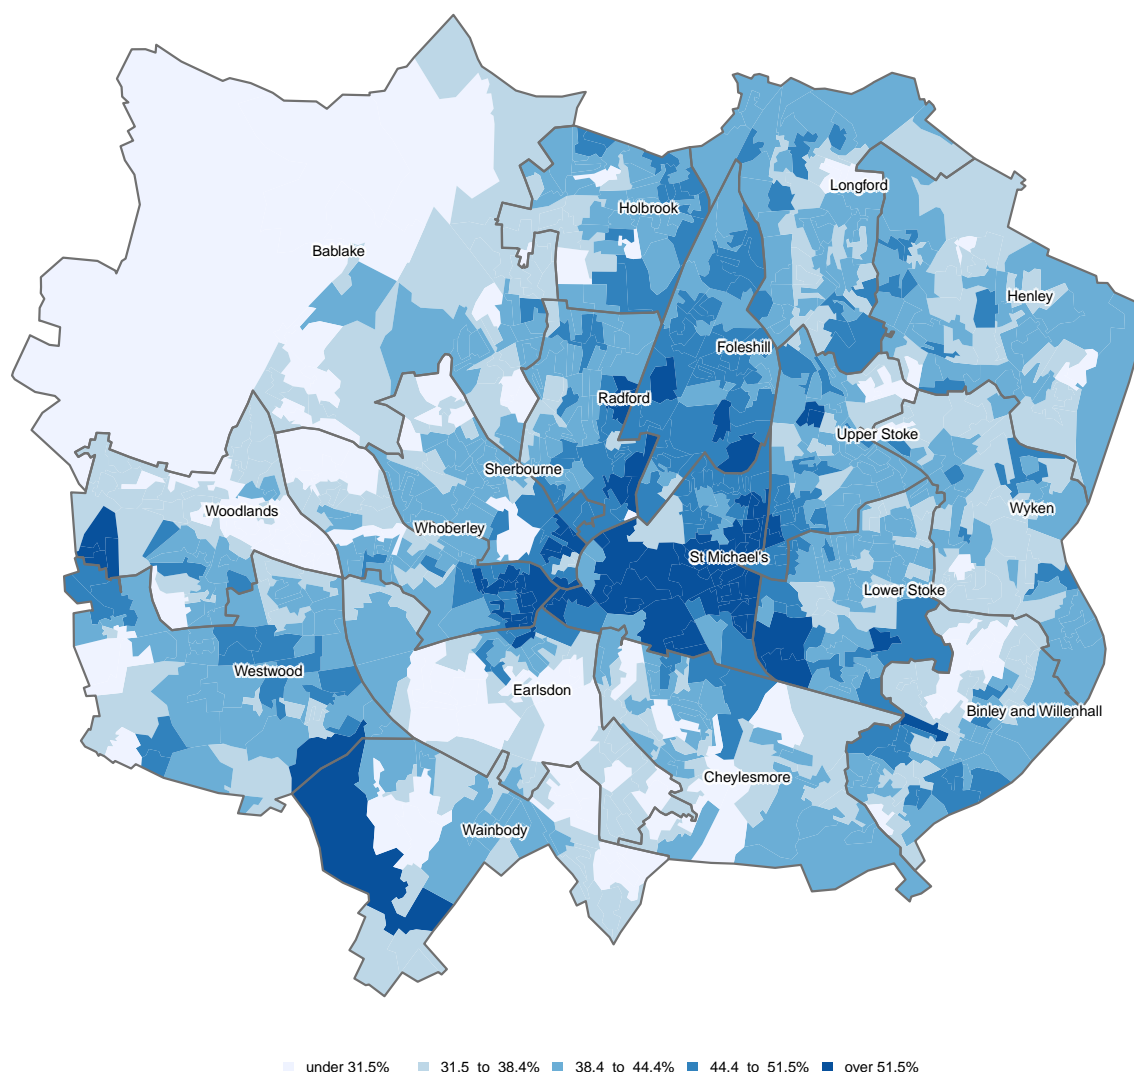 Longford
Holbrook
Bablake
Henley
Foleshill
Radford
Upper Stoke
Sherbourne
Woodlands
Wyken
Whoberley
St Michael's
Lower Stoke
Westwood
Earlsdon
Binley and Willenhall
Cheylesmore
Wainbody
under 31.5% 31.5 to 38.4% 38.4 to 44.4% 44.4 to 51.5% over 51.5%